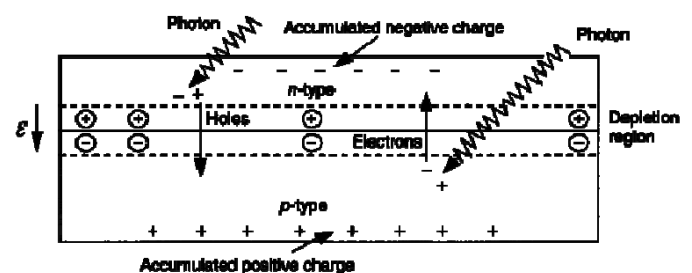 Photon
Accumulated negative charge
Photon
− +
− − − − − −
n-type
ε
+ + + +
Holes
Depletion
region
− − − −
Electrons
−
+
p-type
+ + + + + + + +
Accumulated positive charge